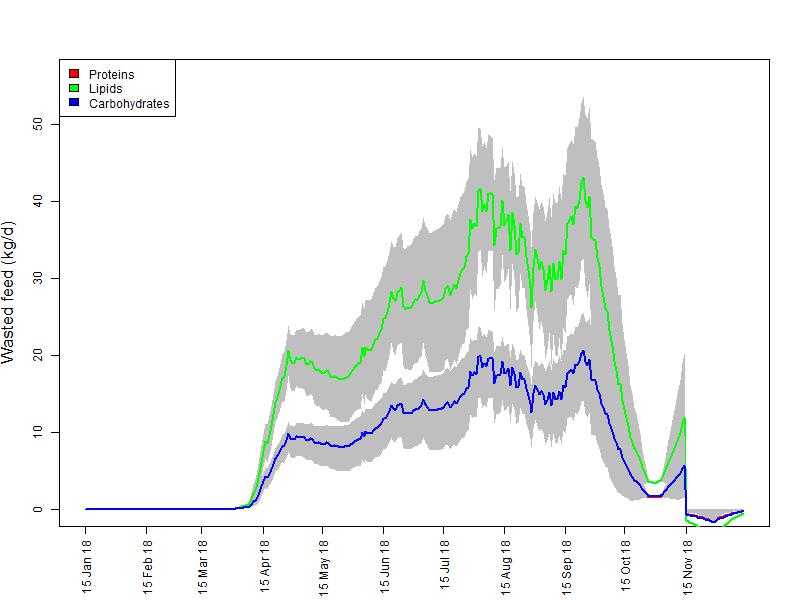 Proteins
Lipids
Carbohydrates
Wasted feed (kg/d)
50
40
30
20
10
0
15 Jan 18
15 Feb 18
15 Mar 18
15 Apr 18
15 May 18
15 Jun 18
15 Jul 18
15 Aug 18
15 Sep 18
15 Oct 18
15 Nov 18